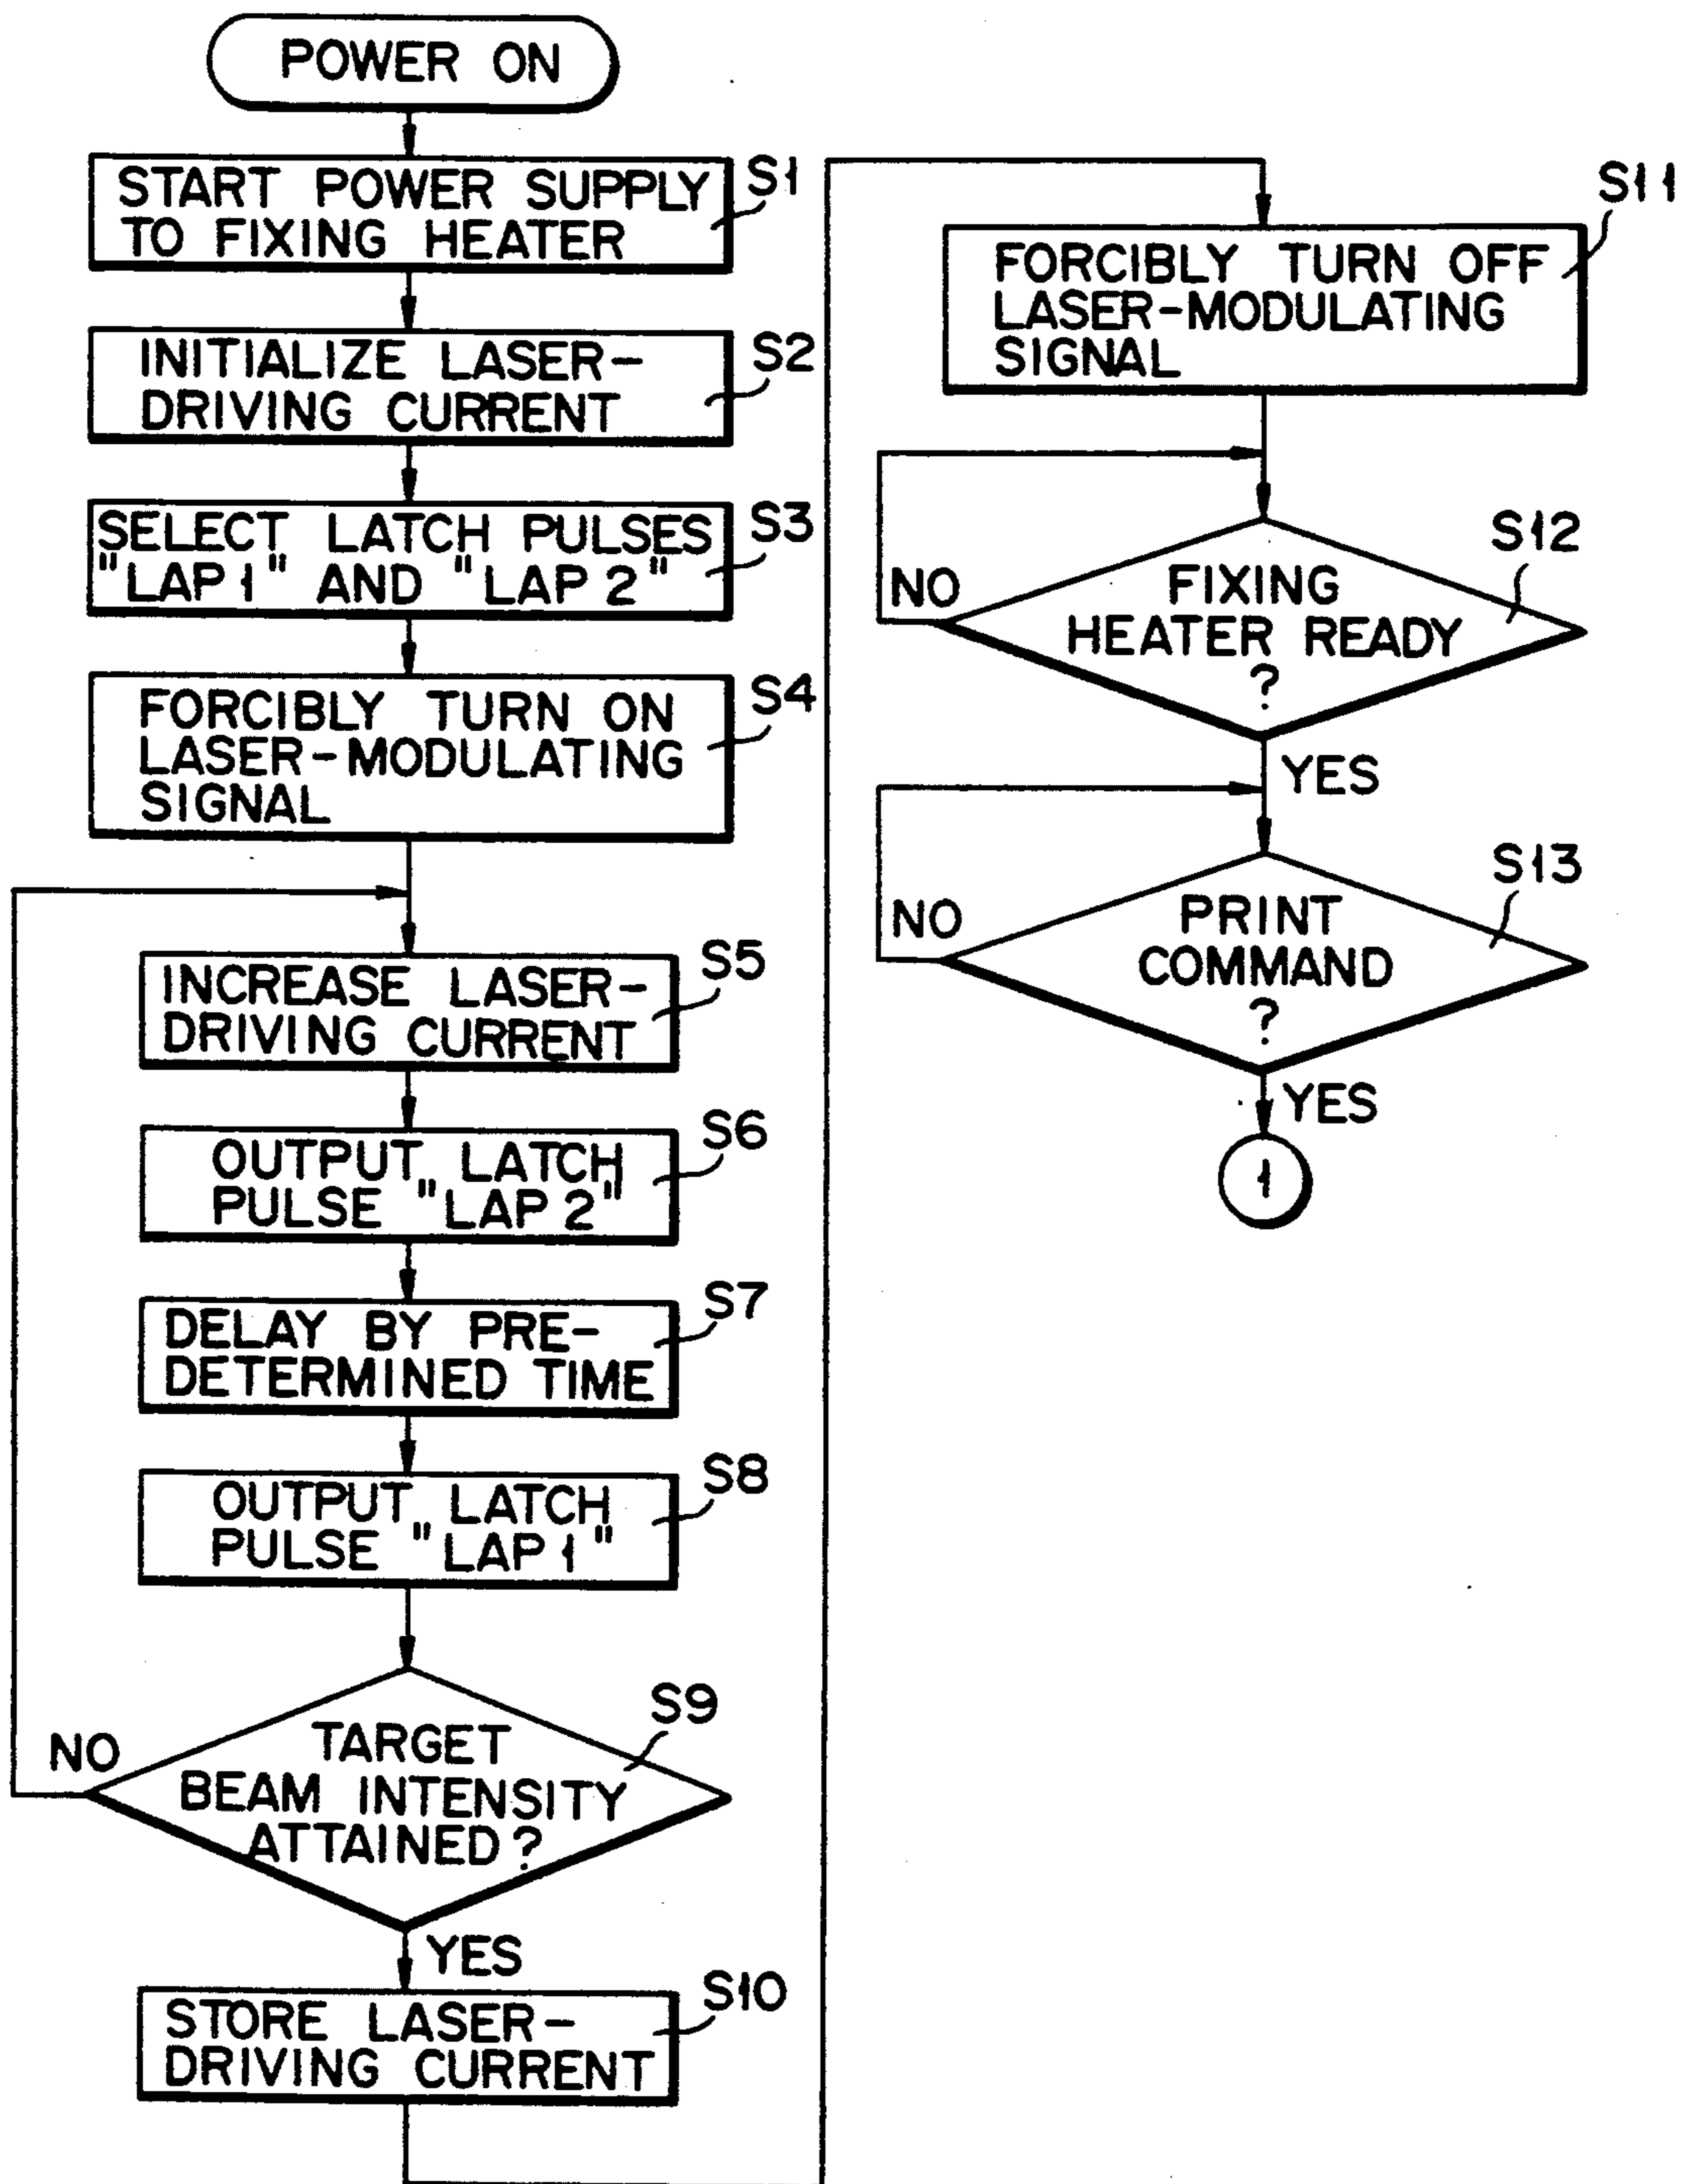 POWER ON
START POWER SUPPLY
TO FIXING HEATER
S1
INITIALIZE LASER-
DRIVING CURRENT
S2
SELECT LATCH PULSES
"LAP 1" AND "LAP 2"
S3
FORCIBLY TURN ON
LASER-MODULATING
SIGNAL
S4
INCREASE LASER-
DRIVING CURRENT
S5
OUTPUT LATCH
PULSE "LAP 2"
S6
DELAY BY PRE-
DETERMINED TIME
S7
OUTPUT LATCH
PULSE "LAP 1"
S8
TARGET
BEAM INTENSITY
ATTAINED ?
S9
NO
YES
STORE LASER-
DRIVING CURRENT
S10
FORCIBLY TURN OFF
LASER-MODULATING
SIGNAL
S11
FIXING
HEATER READY
?
S12
NO
YES
PRINT
COMMAND
?
S13
NO
YES
1